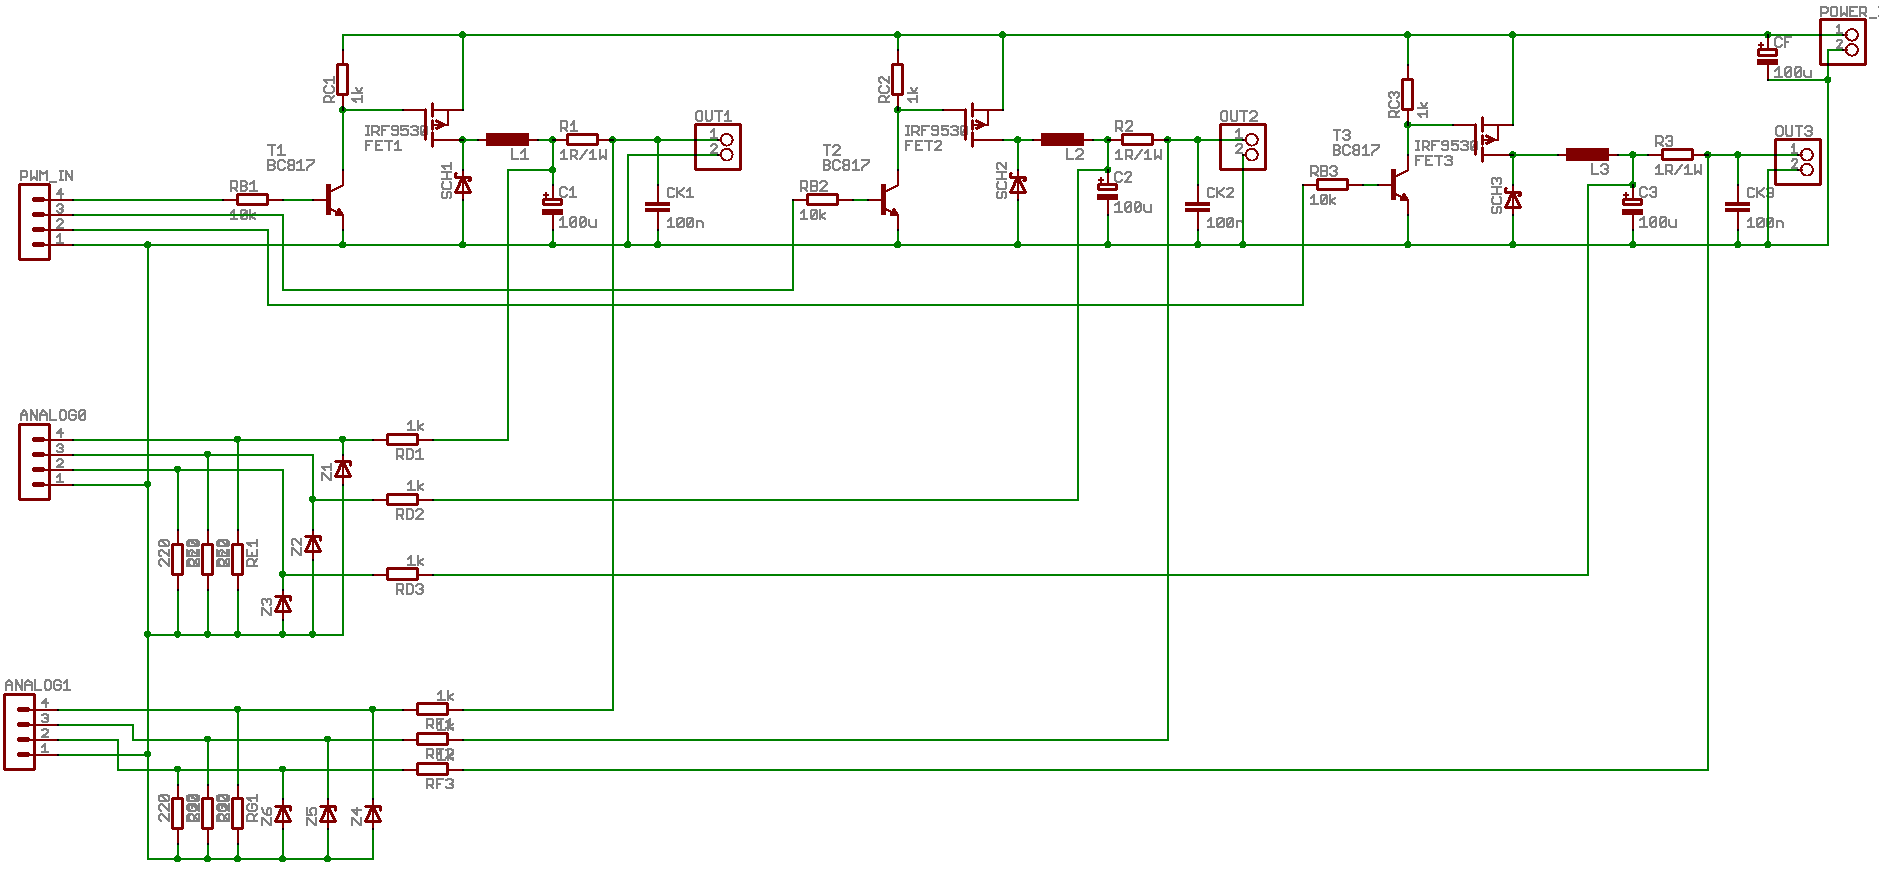 POWER_
1
2
CF
100u
RC1
1k
IRF9530
FET1
T1
BC817
RB1
10k
SCH1
L1
R1
1R/1W
C1
100u
CK1
100n
OUT1
1
2
RC2
1k
IRF9530
FET2
T2
BC817
RB2
10k
SCH2
L2
R2
1R/1W
C2
100u
CK2
100n
OUT2
1
2
RC3
1k
IRF9530
FET3
T3
BC817
RB3
10k
SCH3
L3
R3
1R/1W
C3
100u
CK3
100n
OUT3
1
2
PWM_IN
4
3
2
1
ANALOG0
4
3
2
1
1k
RD1
1k
RD2
1k
RD3
Z1
Z2
Z3
220
RE1
ANALOG1
4
3
2
1
1k
RF3
220
RG1
Z6
Z5
Z4